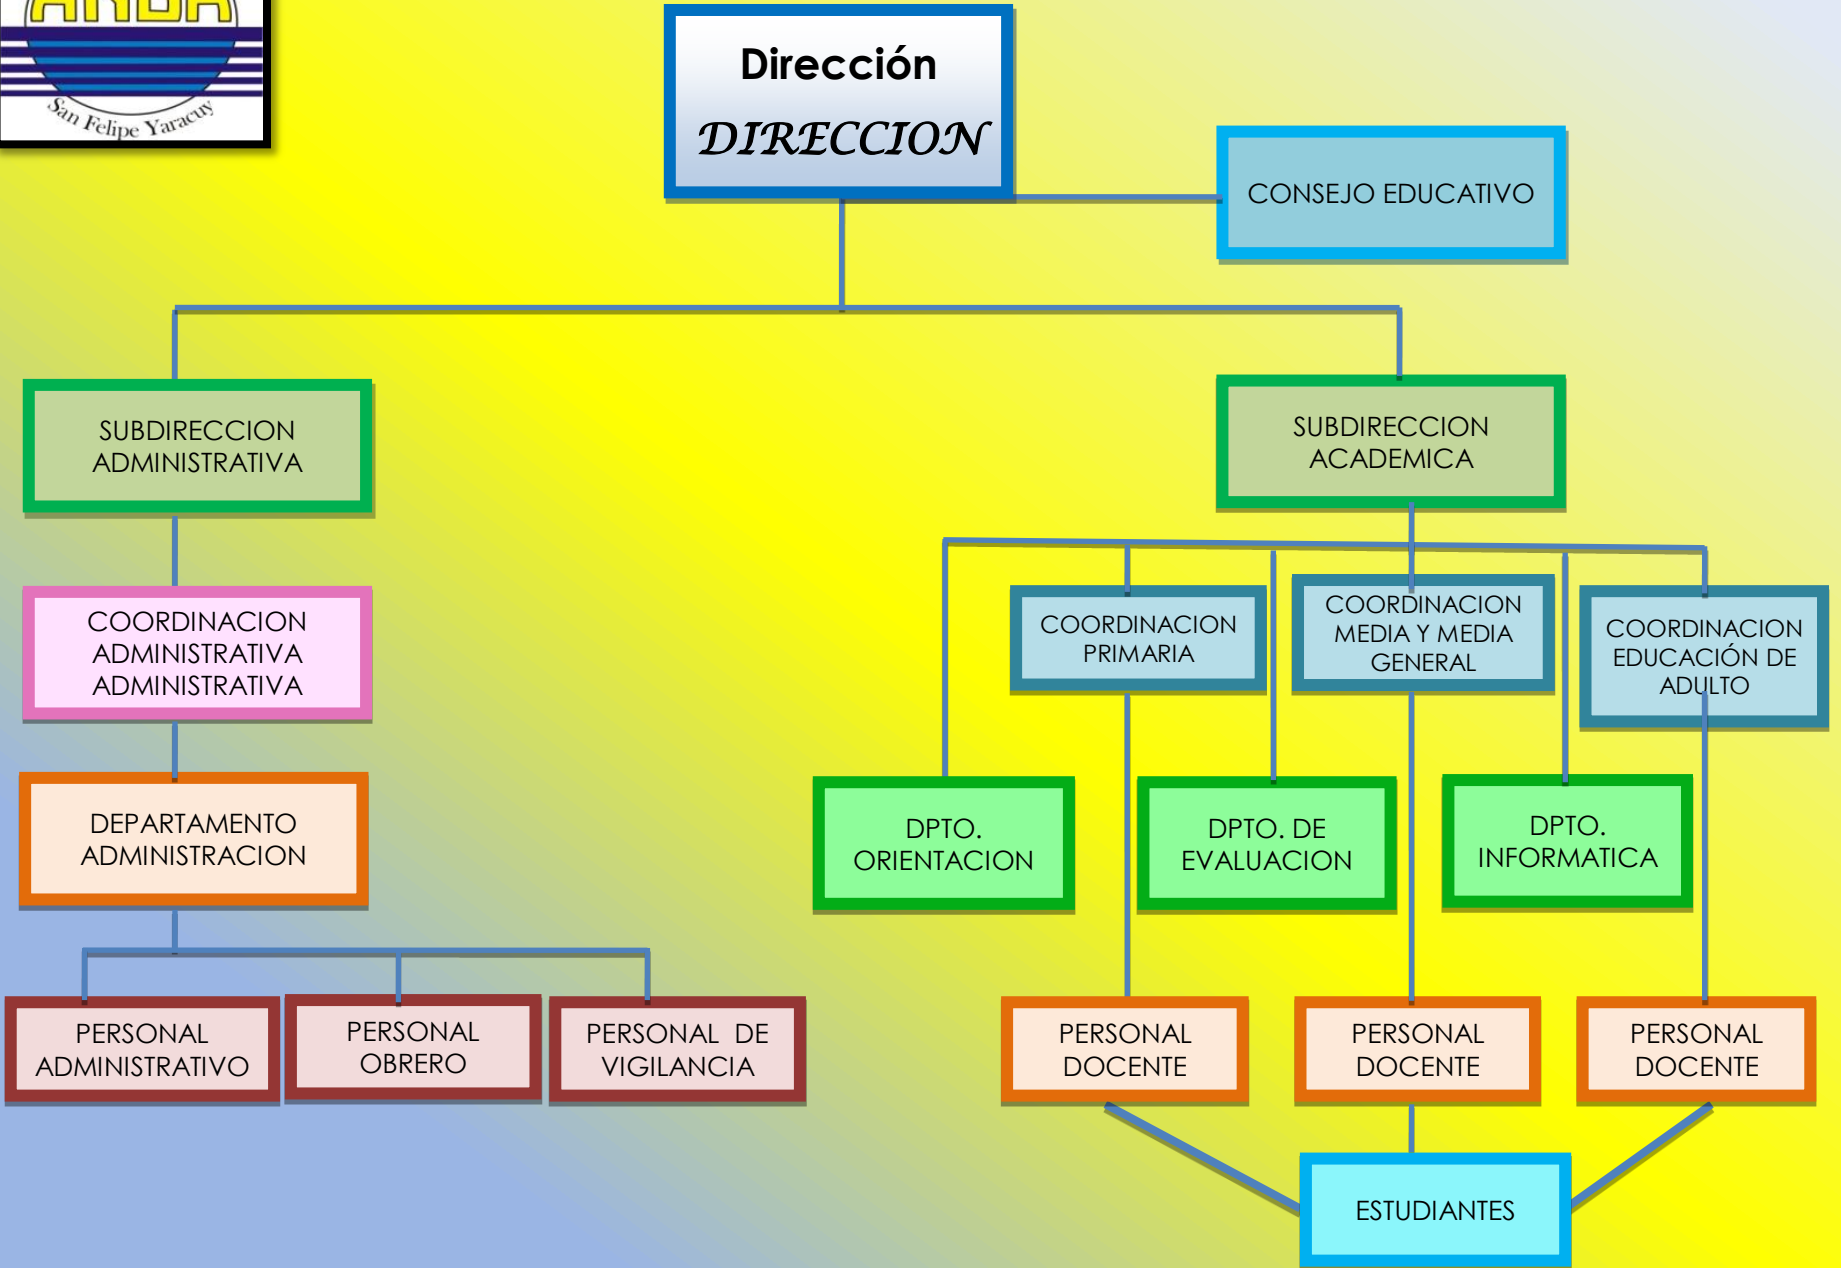 San Felipe Yaracuy
Dirección
DIRECCION
CONSEJO EDUCATIVO
SUBDIRECCION
ADMINISTRATIVA
SUBDIRECCION
ACADEMICA
COORDINACION
ADMINISTRATIVA
ADMINISTRATIVA
COORDINACION
PRIMARIA
COORDINACION
MEDIA Y MEDIA
GENERAL
COORDINACION
EDUCACIÓN DE
ADULTO
DEPARTAMENTO
ADMINISTRACION
DPTO.
ORIENTACION
DPTO. DE
EVALUACION
DPTO.
INFORMATICA
PERSONAL
ADMINISTRATIVO
PERSONAL
OBRERO
PERSONAL DE
VIGILANCIA
PERSONAL
DOCENTE
PERSONAL
DOCENTE
PERSONAL
DOCENTE
ESTUDIANTES